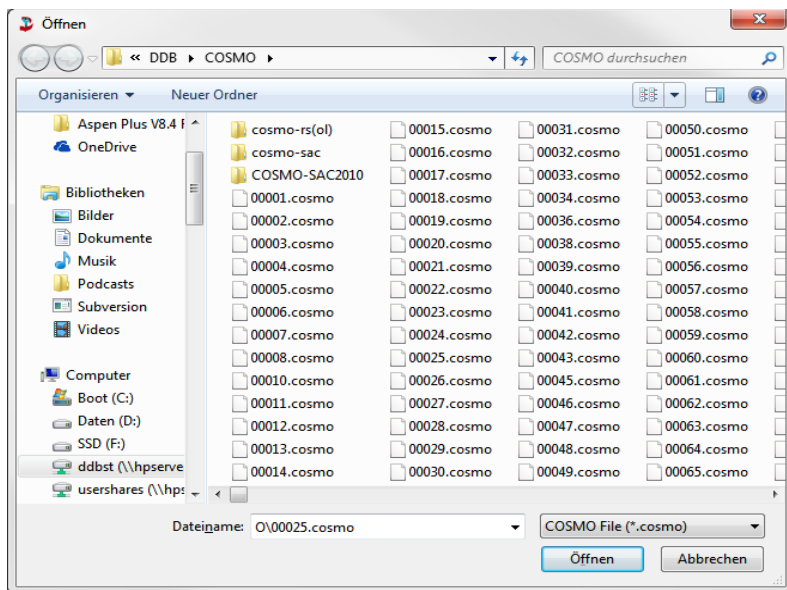 Öffnen
« DDB ▸ COSMO ▸
COSMO durchsuchen
Organisieren
Neuer Ordner
Aspen Plus V8.4 F
OneDrive
Bibliotheken
Bilder
Dokumente
Musik
Podcasts
Subversion
Videos
Computer
Boot (C:)
Daten (D:)
SSD (F:)
ddbst (\\hpserve
usershares (\\hps
cosmo-rs(ol)
cosmo-sac
COSMO-SAC2010
00001.cosmo
00002.cosmo
00003.cosmo
00004.cosmo
00005.cosmo
00006.cosmo
00007.cosmo
00008.cosmo
00010.cosmo
00011.cosmo
00012.cosmo
00013.cosmo
00014.cosmo
00015.cosmo
00016.cosmo
00017.cosmo
00018.cosmo
00019.cosmo
00020.cosmo
00021.cosmo
00022.cosmo
00023.cosmo
00024.cosmo
00025.cosmo
00026.cosmo
00027.cosmo
00028.cosmo
00029.cosmo
00030.cosmo
00031.cosmo
00032.cosmo
00033.cosmo
00034.cosmo
00036.cosmo
00038.cosmo
00039.cosmo
00040.cosmo
00041.cosmo
00042.cosmo
00043.cosmo
00045.cosmo
00046.cosmo
00047.cosmo
00048.cosmo
00049.cosmo
00050.cosmo
00051.cosmo
00052.cosmo
00053.cosmo
00054.cosmo
00055.cosmo
00056.cosmo
00057.cosmo
00058.cosmo
00059.cosmo
00060.cosmo
00061.cosmo
00062.cosmo
00063.cosmo
00064.cosmo
00065.cosmo
Dateiname: O\00025.cosmo
COSMO File (*.cosmo)
Öffnen
Abbrechen